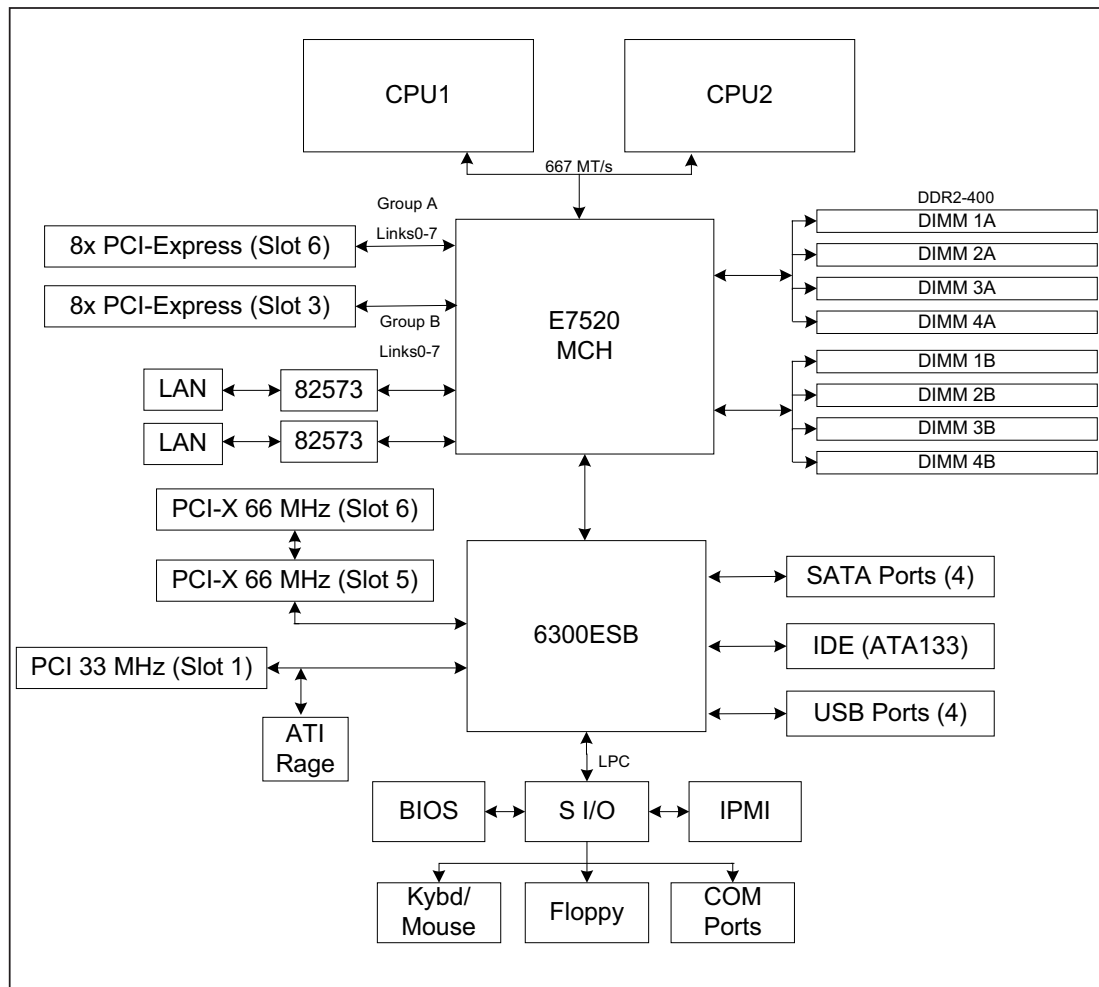 CPU1
CPU2
667 MT/s
Group A
Links0-7
8x PCI-Express (Slot 6)
8x PCI-Express (Slot 3)
Group B
Links0-7
E7520
MCH
DDR2-400
DIMM 1A
DIMM 2A
DIMM 3A
DIMM 4A
DIMM 1B
DIMM 2B
DIMM 3B
DIMM 4B
LAN
82573
LAN
82573
PCI-X 66 MHz (Slot 6)
PCI-X 66 MHz (Slot 5)
PCI 33 MHz (Slot 1)
ATI
Rage
6300ESB
SATA Ports (4)
IDE (ATA133)
USB Ports (4)
LPC
BIOS
S I/O
IPMI
Kybd/
Mouse
Floppy
COM
Ports